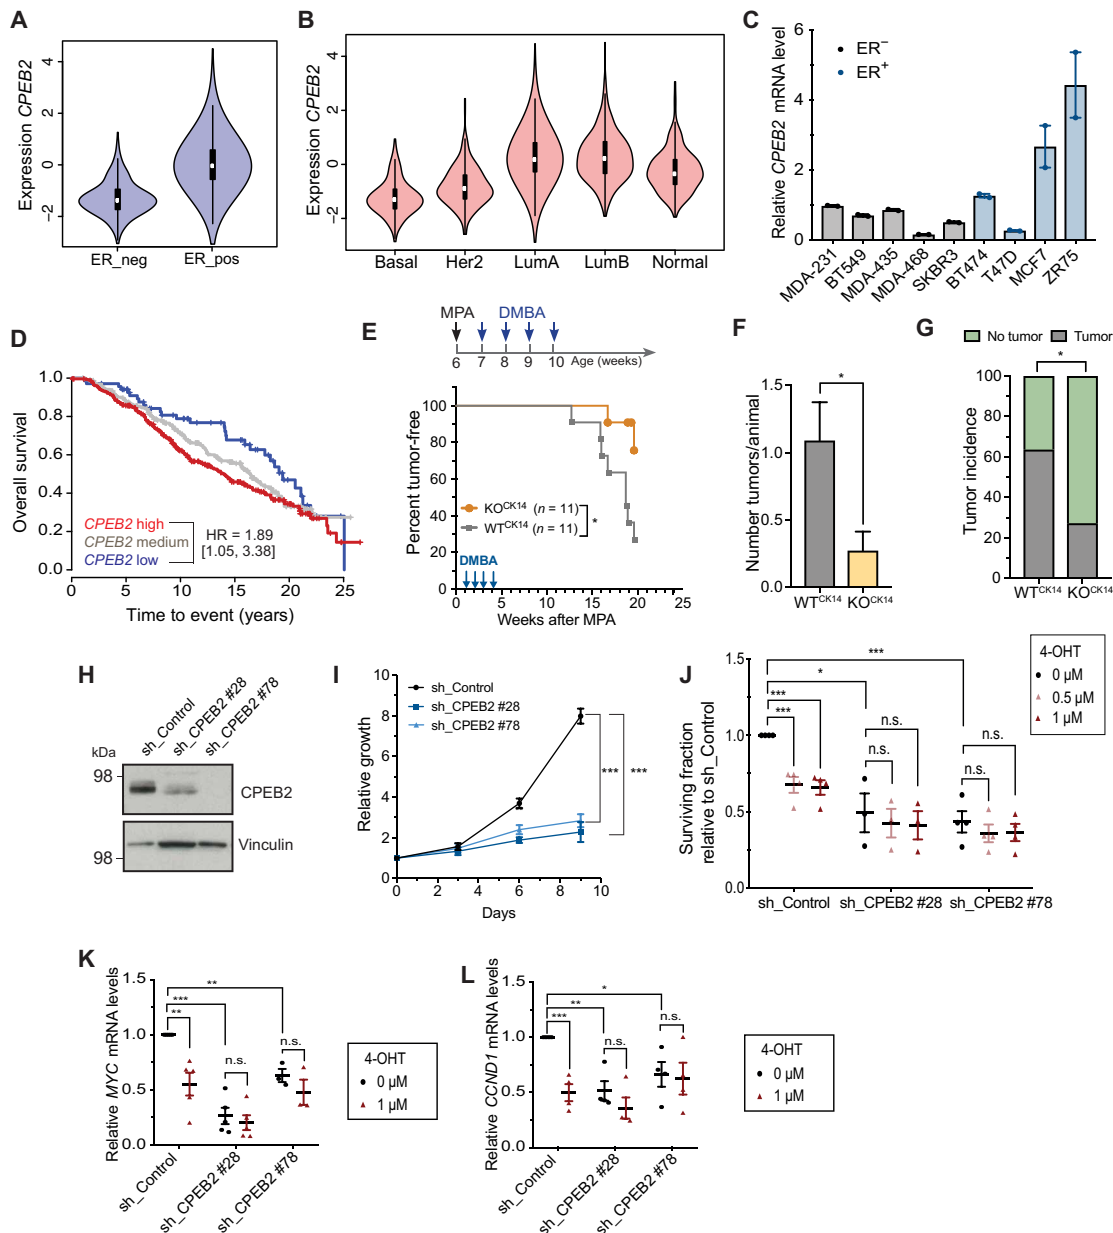 A
Expression CPEB2
4
2
0
−2
ER_neg
ER_pos
B
Expression CPEB2
4
2
0
−2
Basal
Her2
LumA
LumB
Normal
C
Relative CPEB2 mRNA level
6
4
2
0
ER−
ER+
MDA-231
BT549
MDA-435
MDA-468
SKBR3
BT474
T47D
MCF7
ZR75
D
Overall survival
1.0
0.8
0.6
0.4
0.2
0.0
CPEB2 high
CPEB2 medium
CPEB2 low
HR = 1.89
[1.05, 3.38]
0 5 10 15 20 25
Time to event (years)
E
MPA DMBA
6 7 8 9 10 Age (weeks)
Percent tumor-free
100
80
60
40
20
0
KO^CK14 (n = 11)
WT^CK14 (n = 11)
*
DMBA
0 5 10 15 20 25
Weeks after MPA
F
Number tumors/animal
1.5
1.0
0.5
0.0
*
WT^CK14
KO^CK14
G
No tumor
Tumor
*
Tumor incidence
100
80
60
40
20
0
WT^CK14
KO^CK14
H
sh_Control
sh_CPEB2 #28
sh_CPEB2 #78
kDa
98
CPEB2
98
Vinculin
I
sh_Control
sh_CPEB2 #28
sh_CPEB2 #78
Relative growth
10
8
6
4
2
0
*** ***
0 2 4 6 8 10
Days
J
Surviving fraction
relative to sh_Control
1.5
1.0
0.5
0.0
***
*
***
***
n.s.
n.s.
n.s.
n.s.
sh_Control
sh_CPEB2 #28
sh_CPEB2 #78
4-OHT
0 µM
0.5 µM
1 µM
K
Relative MYC mRNA levels
1.5
1.0
0.5
0.0
**
***
**
n.s.
n.s.
sh_Control
sh_CPEB2 #28
sh_CPEB2 #78
4-OHT
0 µM
1 µM
L
Relative CCND1 mRNA levels
1.5
1.0
0.5
0.0
*
**
***
n.s.
n.s.
sh_Control
sh_CPEB2 #28
sh_CPEB2 #78
4-OHT
0 µM
1 µM